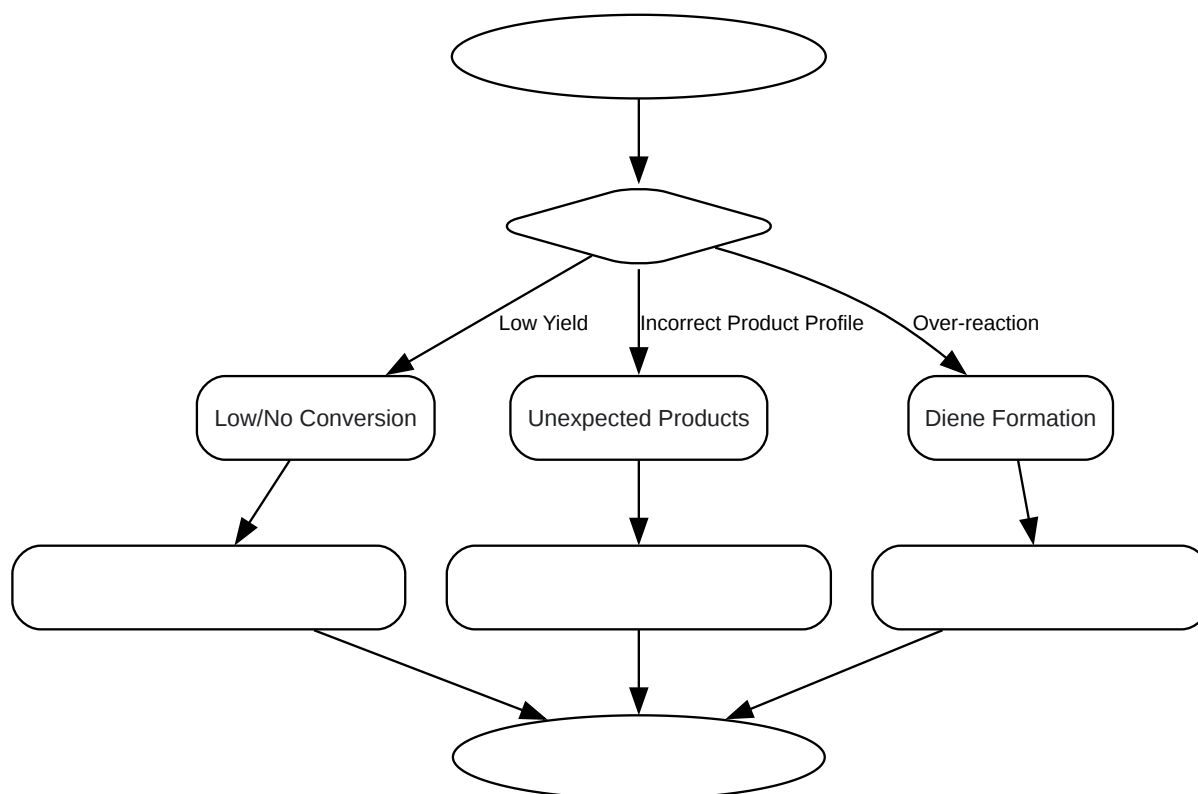 Low Yield
Incorrect Product Profile
Over-reaction
Low/No Conversion
Unexpected Products
Diene Formation